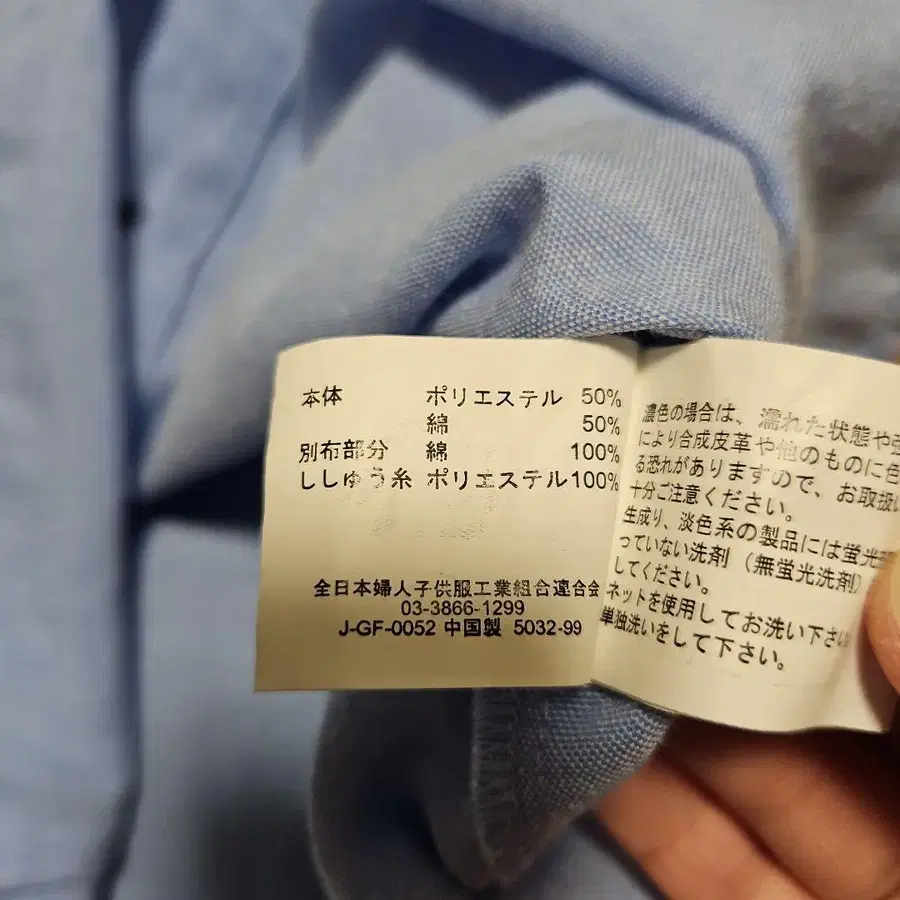 本体 ポリエステル 50%
綿 50%
別布部分 綿 100%
ししゅう糸 ポリエステル100%
全日本婦人子供服工業組合連合会
03-3866-1299
J-GF-0052 中国製 5032-99
濃色の場合は、濡れた状態や
により合成皮革や他のものに色
る恐れがありますので、お取扱い
十分ご注意ください。
生成り、淡色系の製品には蛍光
っていない洗剤(無蛍光洗剤)
してください。
ネットを使用してお洗い下さい
単独洗いをして下さい。